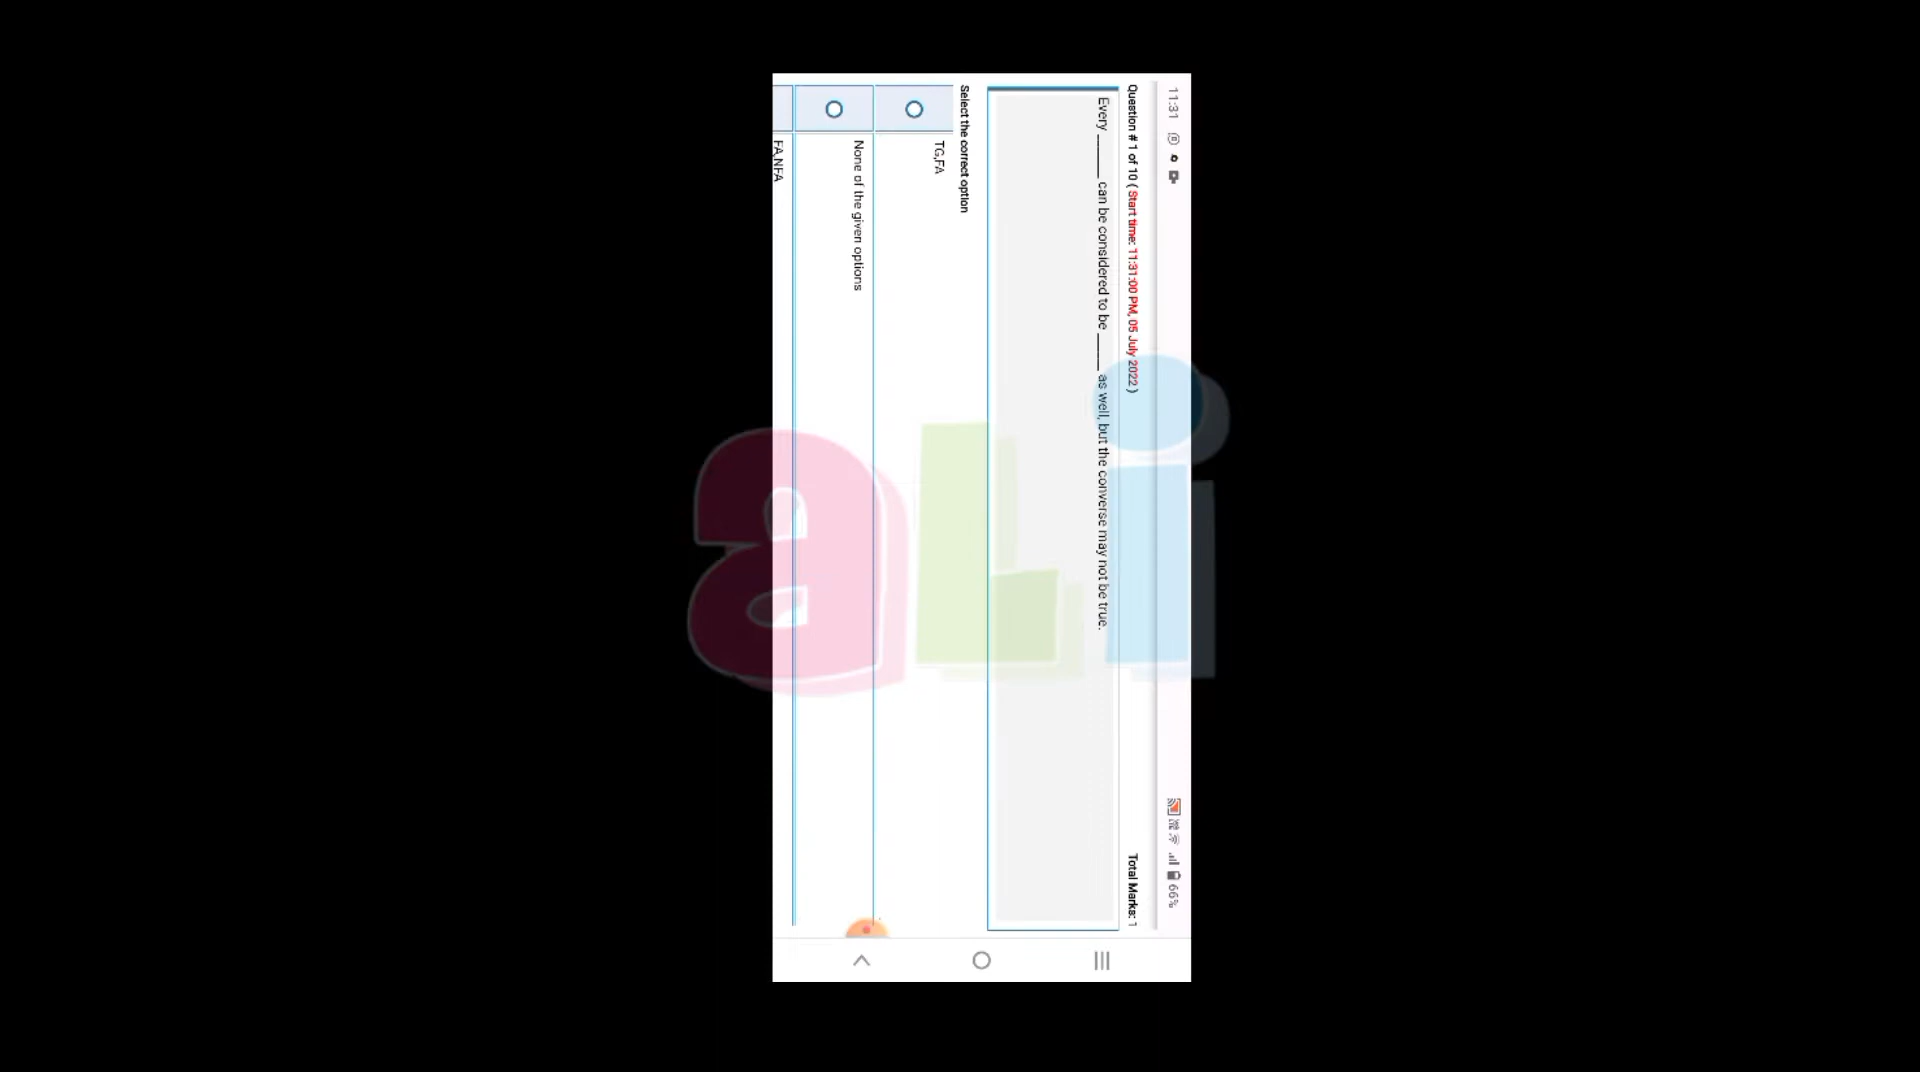 11:31
66%
Question # 1 of 10 ( Start time: 11:31:00 PM, 05 July 2022 )
Total Marks: 1
Every ______ can be considered to be _____ as well, but the converse may not be true.
Select the correct option
TG,FA
None of the given options
FA,NFA
aLi